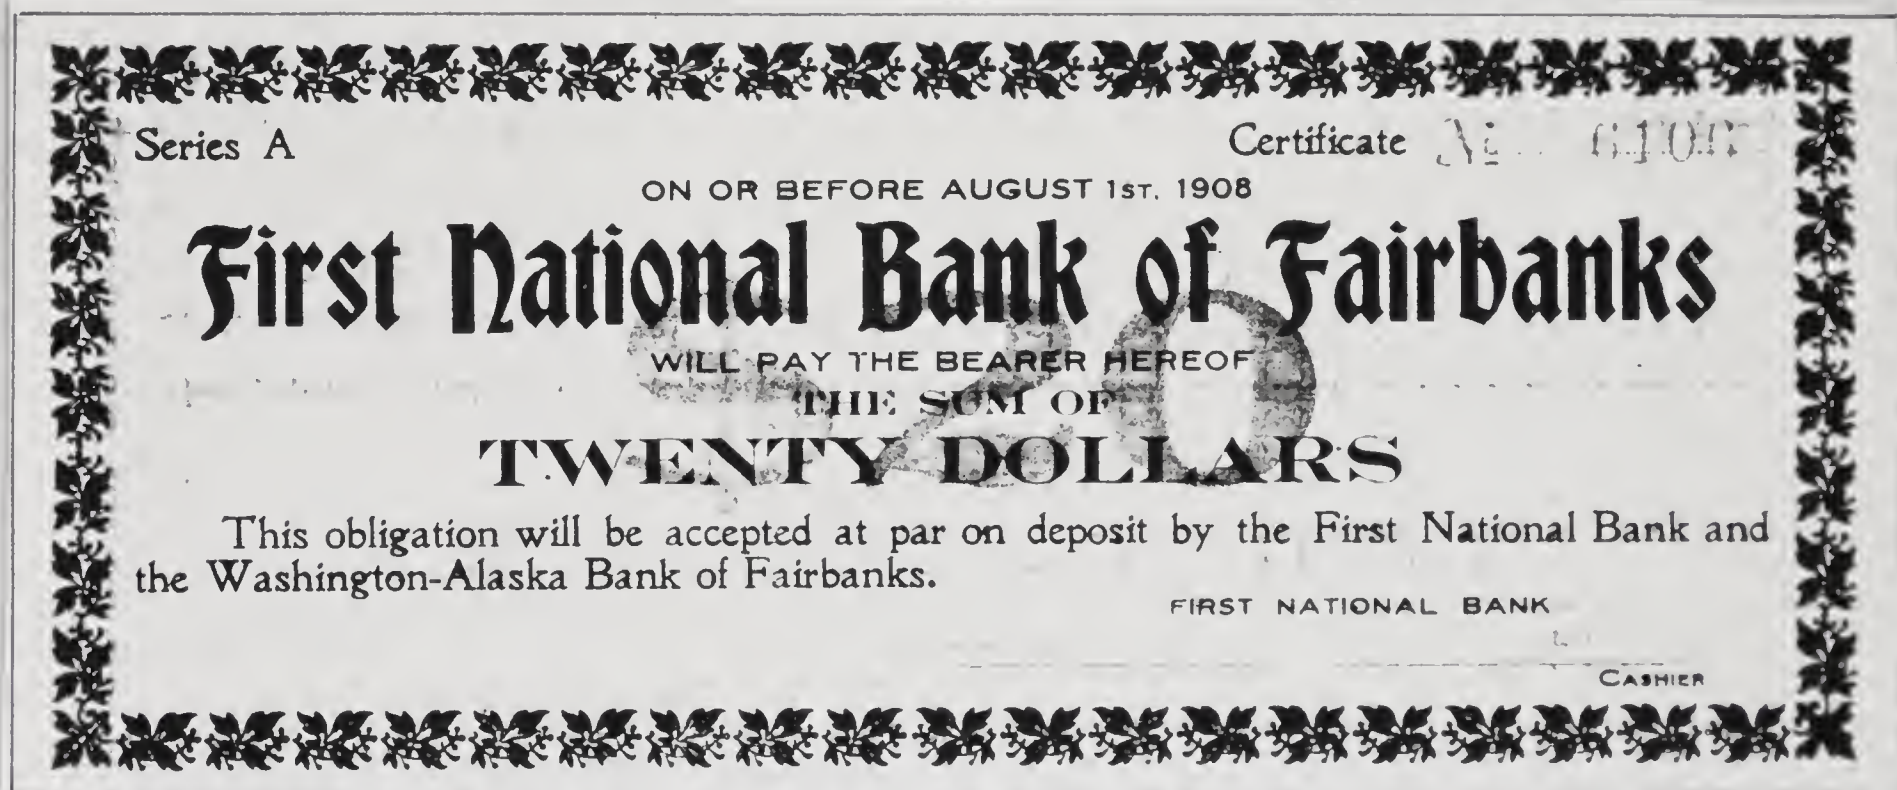 Series A Certificate
ON OR BEFORE AUGUST 1ST, 1908
First National Bank of Fairbanks
WILL PAY THE BEARER HEREOF
THE SUM OF
$20
TWENTY DOLLARS
This obligation will be accepted at par on deposit by the First National Bank and
the Washington-Alaska Bank of Fairbanks.
FIRST NATIONAL BANK
CASHIER